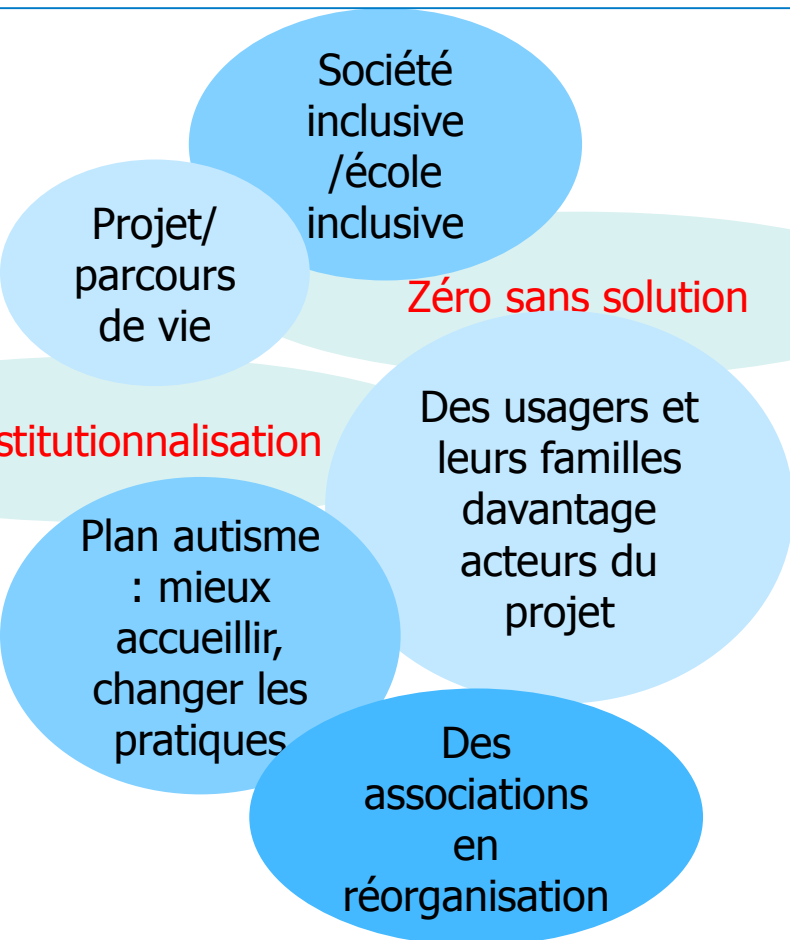 Société
inclusive
/école
inclusive
Projet/
parcours
de vie
Zéro sans solution
stitutionnalisation
Des usagers et
leurs familles
davantage
acteurs du
projet
Plan autisme
: mieux
accueillir,
changer les
pratiques
Des
associations
en
réorganisation